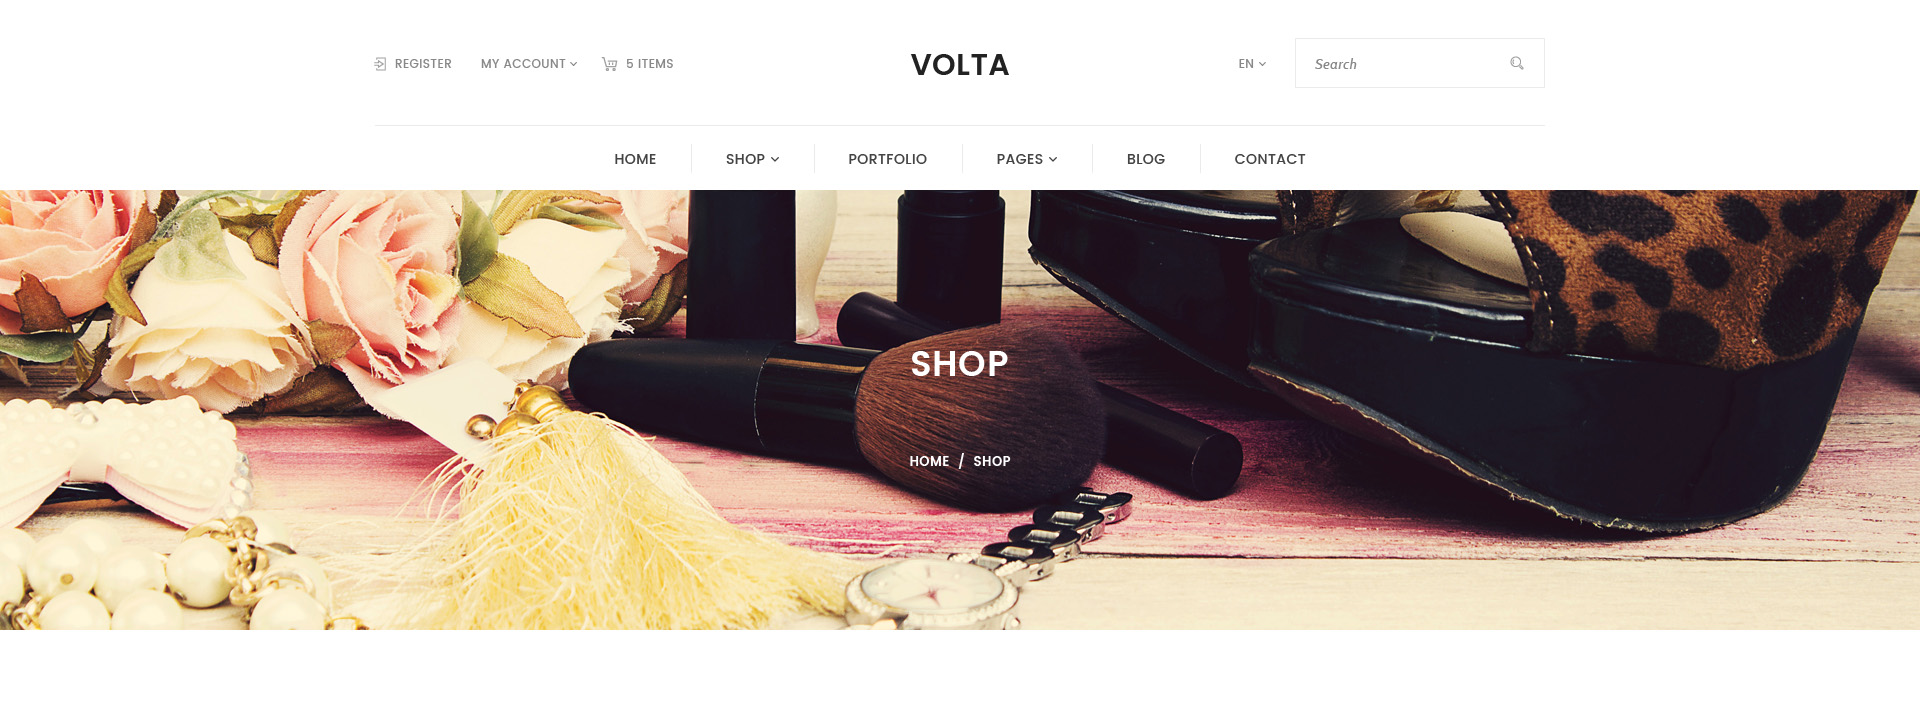 REGISTER MY ACCOUNT 5 ITEMS VOLTA EN Search
HOME SHOP PORTFOLIO PAGES BLOG CONTACT
SHOP
HOME / SHOP